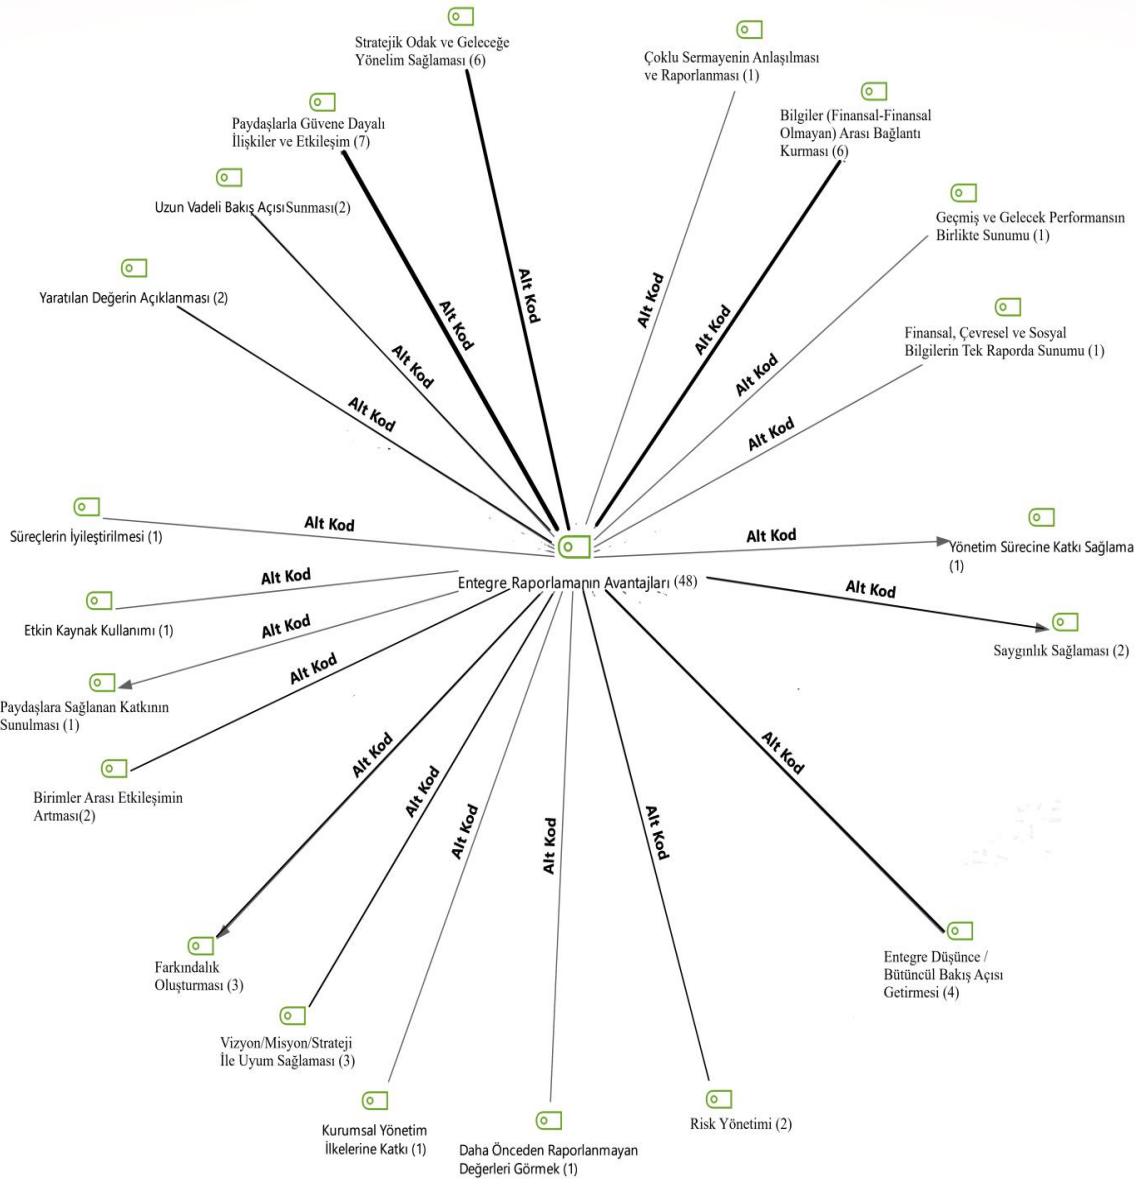 Stratejik Odak ve Geleceğe
Yönelim Sağlaması (6)
Çoklu Sermayenin Anlaşılması
ve Raporlanması (1)
Paydaşlarla Güvene Dayalı
İlişkiler ve Etkileşim (7)
Bilgiler (Finansal-Finansal
Olmayan) Arası Bağlantı
Kurması (6)
Uzun Vadeli Bakış Açısı Sunması(2)
Geçmiş ve Gelecek Performansın
Birlikte Sunumu (1)
Yaratılan Değerin Açıklanması (2)
Finansal, Çevresel ve Sosyal
Bilgilerin Tek Raporda Sunumu (1)
Alt Kod
Alt Kod
Alt Kod
Alt Kod
Alt Kod
Alt Kod
Alt Kod
Alt Kod
Süreçlerin İyileştirilmesi (1)
Alt Kod
Alt Kod
Yönetim Sürecine Katkı Sağlama
(1)
Entegre Raporlamanın Avantajları (48)
Alt Kod
Alt Kod
Etkin Kaynak Kullanımı (1)
Alt Kod
Saygınlık Sağlaması (2)
Alt Kod
Paydaşlara Sağlanan Katkının
Sunulması (1)
Birimler Arası Etkileşimin
Artması(2)
Alt Kod
Alt Kod
Alt Kod
Alt Kod
Alt Kod
Alt Kod
Farkındalık
Oluşturması (3)
Entegre Düşünce /
Bütüncül Bakış Açısı
Getirmesi (4)
Vizyon/Misyon/Strateji
İle Uyum Sağlaması (3)
Kurumsal Yönetim
İlkelerine Katkı (1)
Daha Önceden Raporlanmayan
Değerleri Görmek (1)
Risk Yönetimi (2)